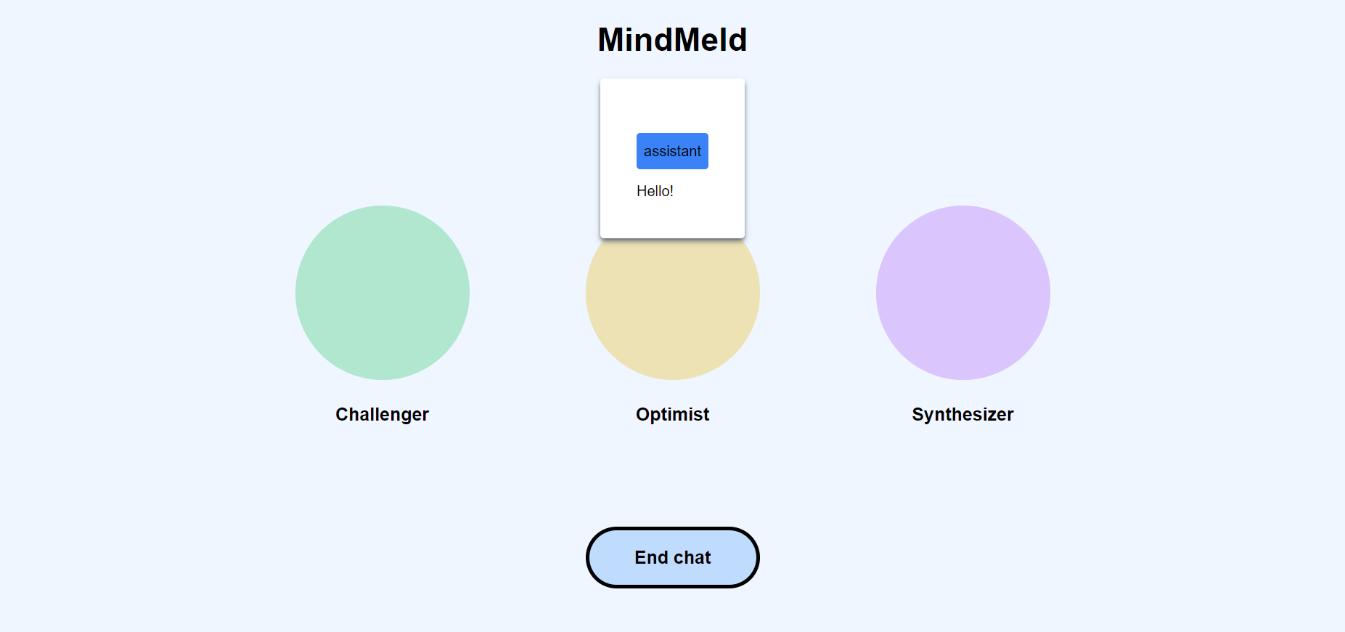 MindMeld
assistant
Hello!
Challenger
Optimist
Synthesizer
End chat